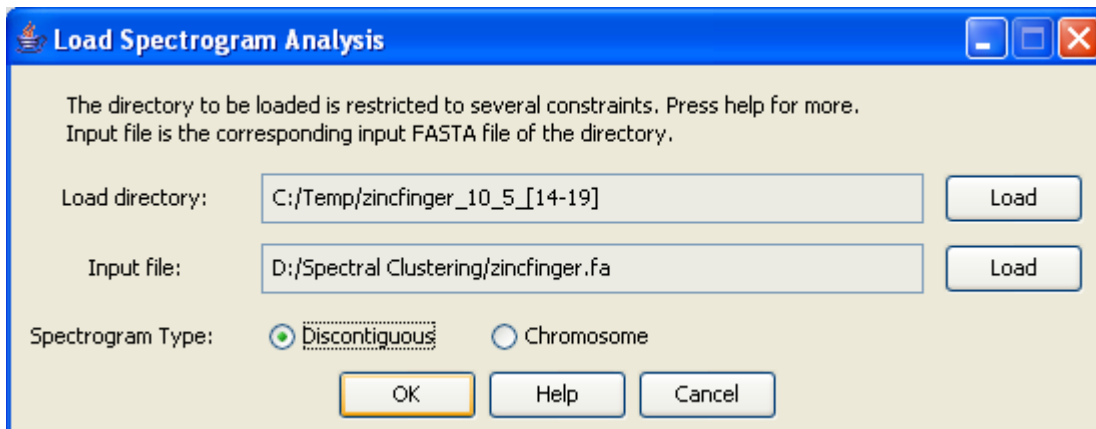 Load Spectrogram Analysis
The directory to be loaded is restricted to several constraints. Press help for more.
Input file is the corresponding input FASTA file of the directory.
Load directory: C:/Temp/zincfinger_10_5_[14-19] Load
Input file: D:/Spectral Clustering/zincfinger.fa Load
Spectrogram Type: Discontiguous Chromosome
OK Help Cancel